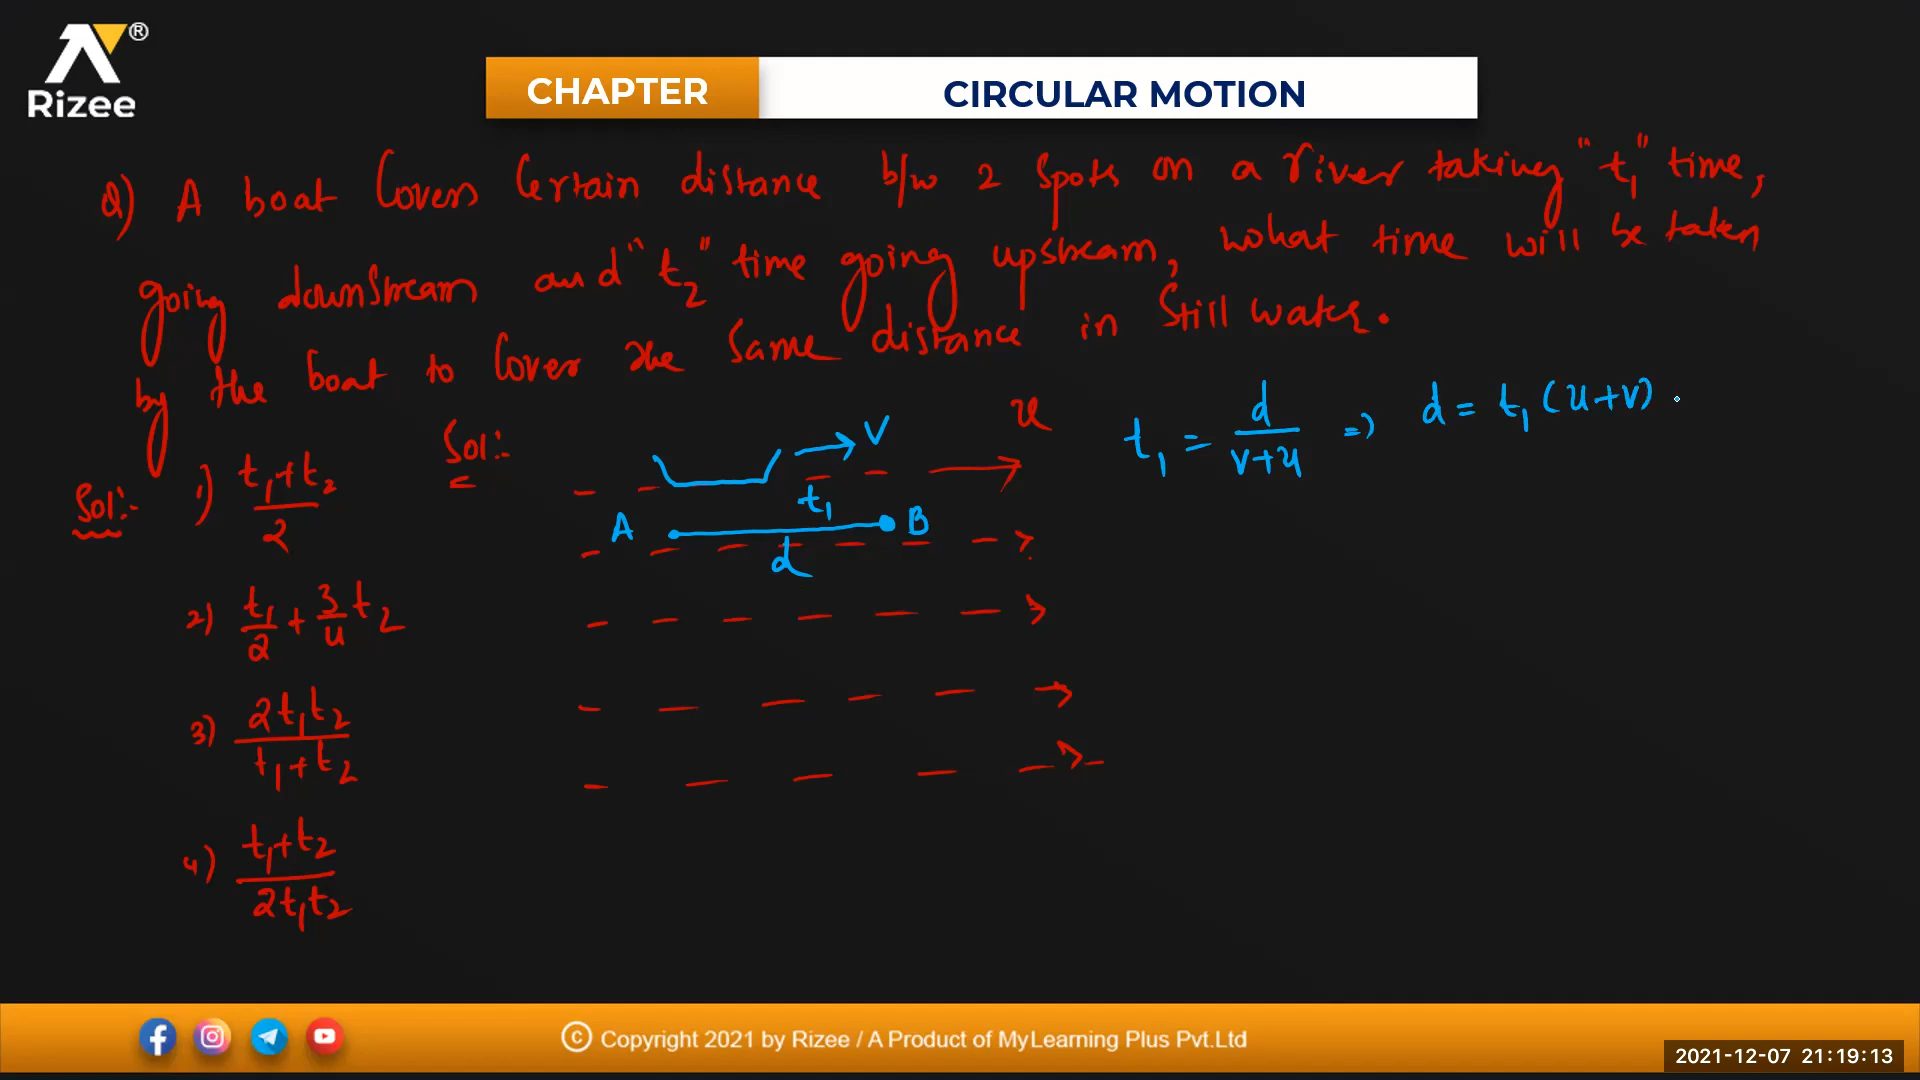 Rizee®
CHAPTER CIRCULAR MOTION
Q) A boat Covers Certain distance b/w 2 Spots on a river taking "t₁" time,
going downstream and "t₂" time going upstream, what time will be taken
by the boat to Cover the Same distance in Still water.
Sol:-
1) (t₁+t₂)/2
2) t₁/2 + 3/4 t₂
3) 2t₁t₂/(t₁+t₂)
4) (t₁+t₂)/2t₁t₂
Sol:-
V
u
t₁
A B
d
t₁ = d/(v+u) ⇒ d = t₁(u+v)
© Copyright 2021 by Rizee / A Product of MyLearning Plus Pvt.Ltd
2021-12-07 21:19:13